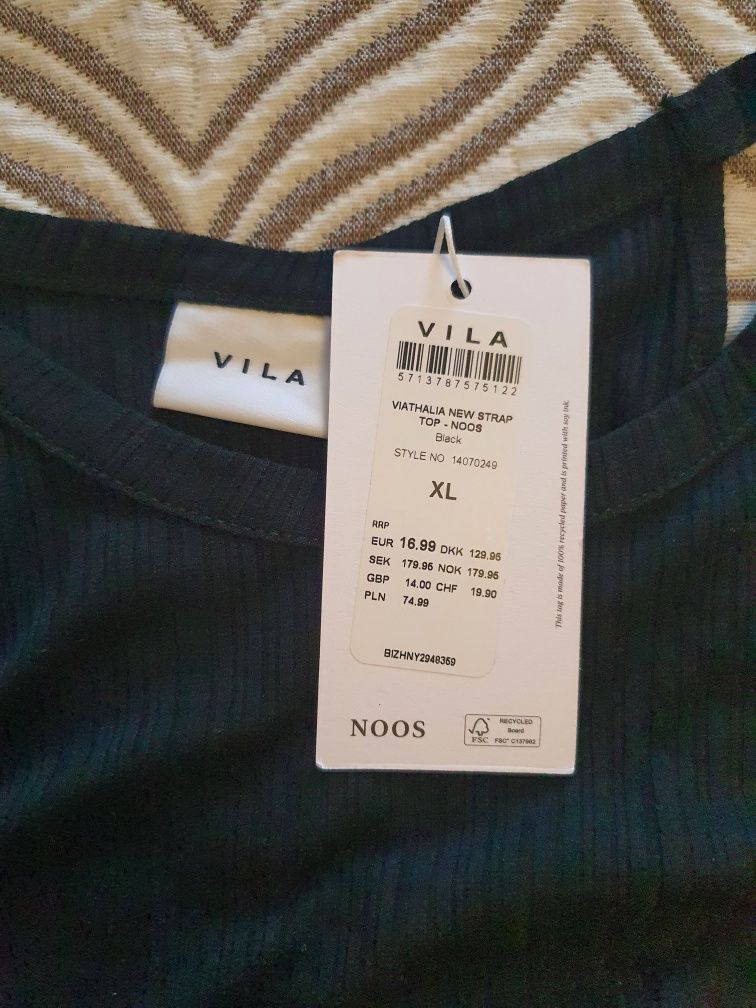 VILA
VILA
5713787575122
VIATHALIA NEW STRAP
TOP - NOOS
Black
STYLE NO 14070249
XL
RRP
EUR 16.99 DKK 129.95
SEK 179.95 NOK 179.95
GBP 14.00 CHF 19.90
PLN 74.99
BIZHNY2948359
NOOS
FSC
RECYCLED
Board
FSC® C137982
This tag is made of 100% recycled paper and is printed with soy ink.